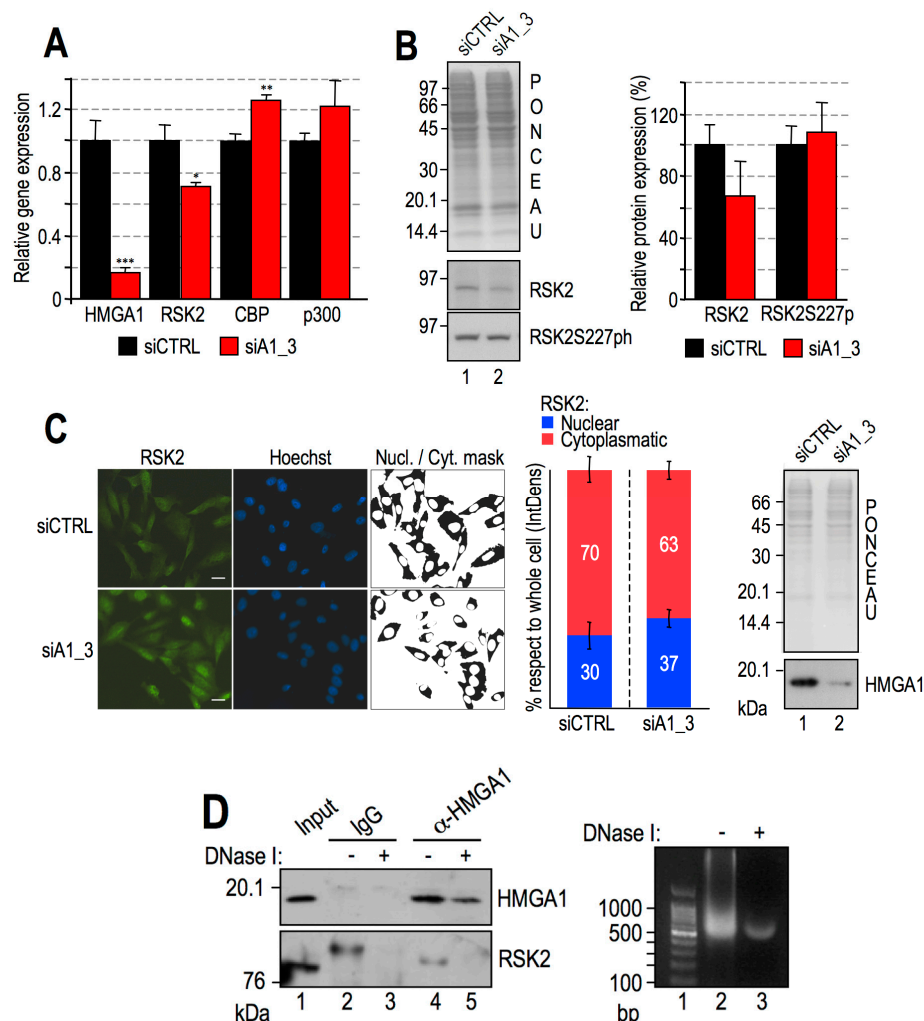 A
Relative gene expression
1.2
0.8
0.4
0
***
*
**
HMGA1 RSK2 CBP p300
siCTRL siA1_3
B
siCTRL siA1_3
97
66
45
30
20.1
14.4
PONCEAU
97
RSK2
97
RSK2S227ph
1 2
Relative protein expression (%)
120
80
40
0
RSK2 RSK2S227p
siCTRL siA1_3
C
RSK2 Hoechst Nucl. / Cyt. mask
siCTRL
siA1_3
RSK2:
Nuclear
Cytoplasmatic
% respect to whole cell (IntDens)
70 63
30 37
siCTRL siA1_3
siCTRL siA1_3
66
45
30
20.1
14.4
PONCEAU
20.1
HMGA1
kDa 1 2
D
Input IgG α-HMGA1
DNase I: - + - +
20.1
HMGA1
RSK2
76
kDa 1 2 3 4 5
- +
1000
500
100
bp 1 2 3